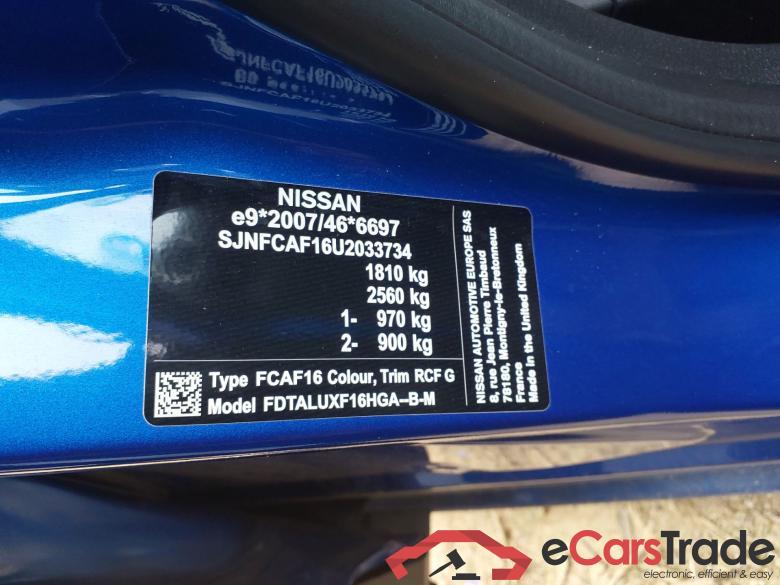 NISSAN
e9*2007/46*6697
SJNFCAF16U2033734
1810 kg
2560 kg
1- 970 kg
2- 900 kg
Type FCAF16 Colour, Trim RCF G
Model FDTALUXF16HGA-B-M
NISSAN AUTOMOTIVE EUROPE SAS
8, rue Jean Pierre Timbaud
78180, Montigny-le-Bretonneux
France
Made in the United Kingdom
eCarsTrade
electronic, efficient & easy